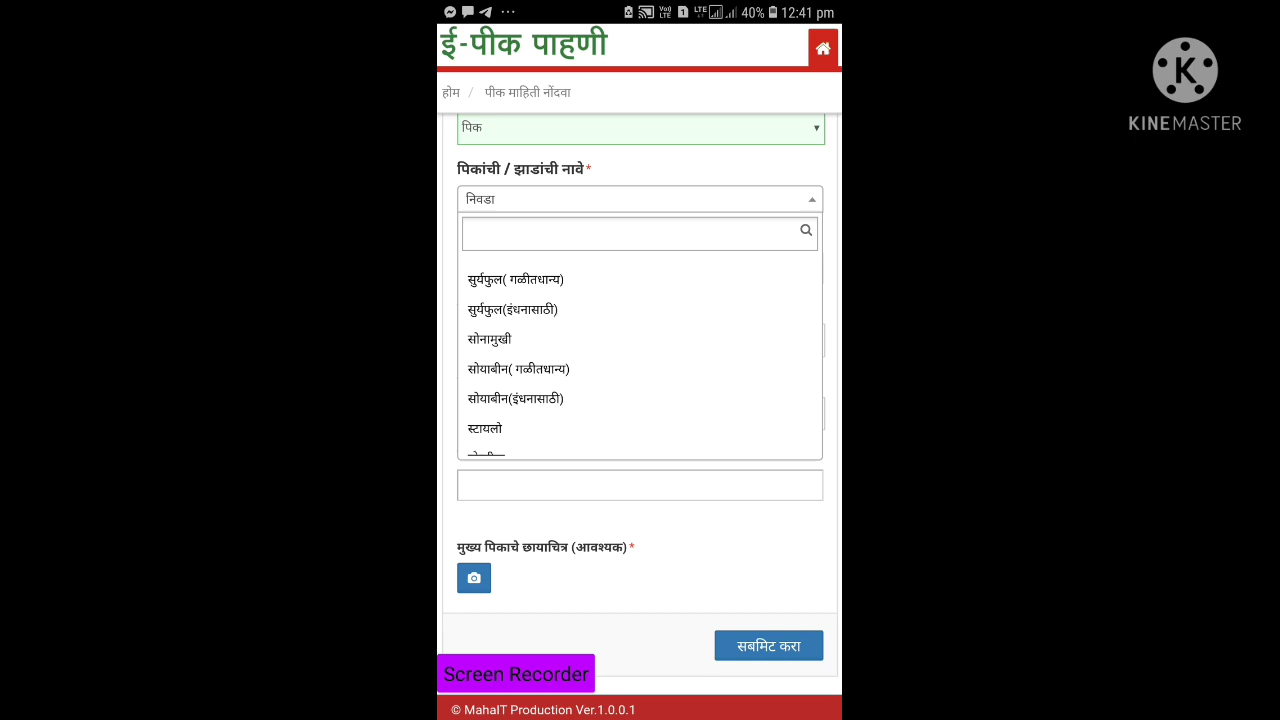 40% 12:41 pm
ई-पीक पाहणी
K
KINEMASTER
होम / पीक माहिती नोंदवा
पिक
पिकांची / झाडांची नावे*
निवडा
सुर्यफुल( गळीतधान्य)
सुर्यफुल(इंधनासाठी)
सोनामुखी
सोयाबीन( गळीतधान्य)
सोयाबीन(इंधनासाठी)
स्टायलो
मुख्य पिकाचे छायाचित्र (आवश्यक)*
सबमिट करा
Screen Recorder
© MahaIT Production Ver.1.0.0.1